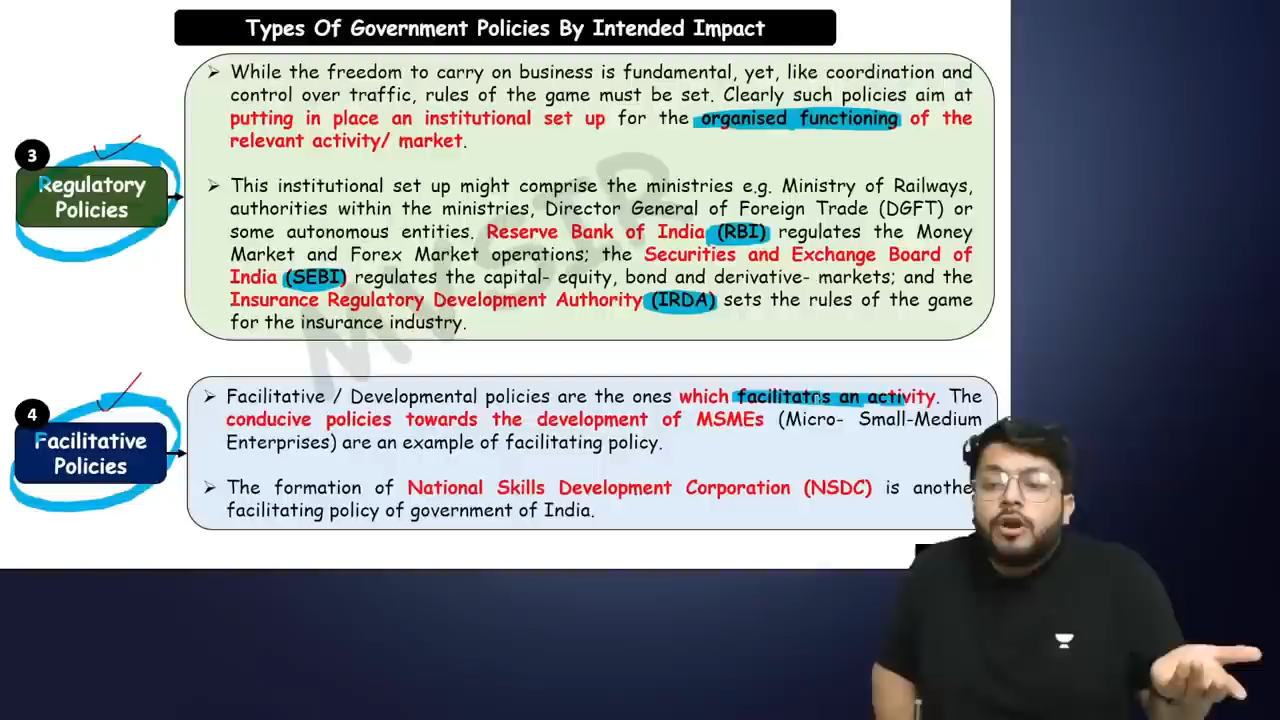 Types Of Government Policies By Intended Impact
➢ While the freedom to carry on business is fundamental, yet, like coordination and
control over traffic, rules of the game must be set. Clearly such policies aim at
putting in place an institutional set up for the organised functioning of the
relevant activity/ market.
3
Regulatory
Policies
➢ This institutional set up might comprise the ministries e.g. Ministry of Railways,
authorities within the ministries, Director General of Foreign Trade (DGFT) or
some autonomous entities. Reserve Bank of India (RBI) regulates the Money
Market and Forex Market operations; the Securities and Exchange Board of
India (SEBI) regulates the capital- equity, bond and derivative- markets; and the
Insurance Regulatory Development Authority (IRDA) sets the rules of the game
for the insurance industry.
MVSIR
4
Facilitative
Policies
➢ Facilitative / Developmental policies are the ones which facilitates an activity. The
conducive policies towards the development of MSMEs (Micro- Small-Medium
Enterprises) are an example of facilitating policy.
➢ The formation of National Skills Development Corporation (NSDC) is anothe
facilitating policy of government of India.